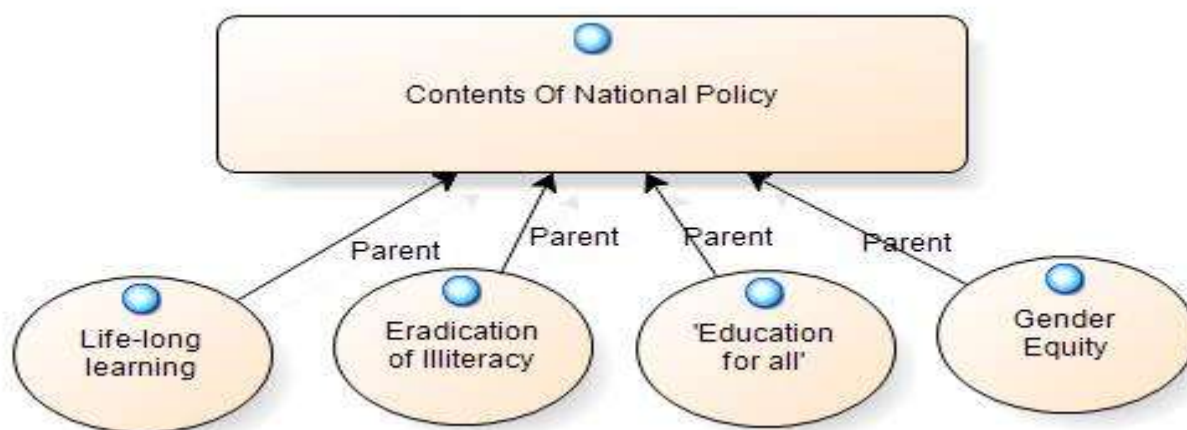 Contents Of National Policy
Parent
Parent
Parent
Parent
Life-long
learning
Eradication
of Illiteracy
'Education
for all'
Gender
Equity